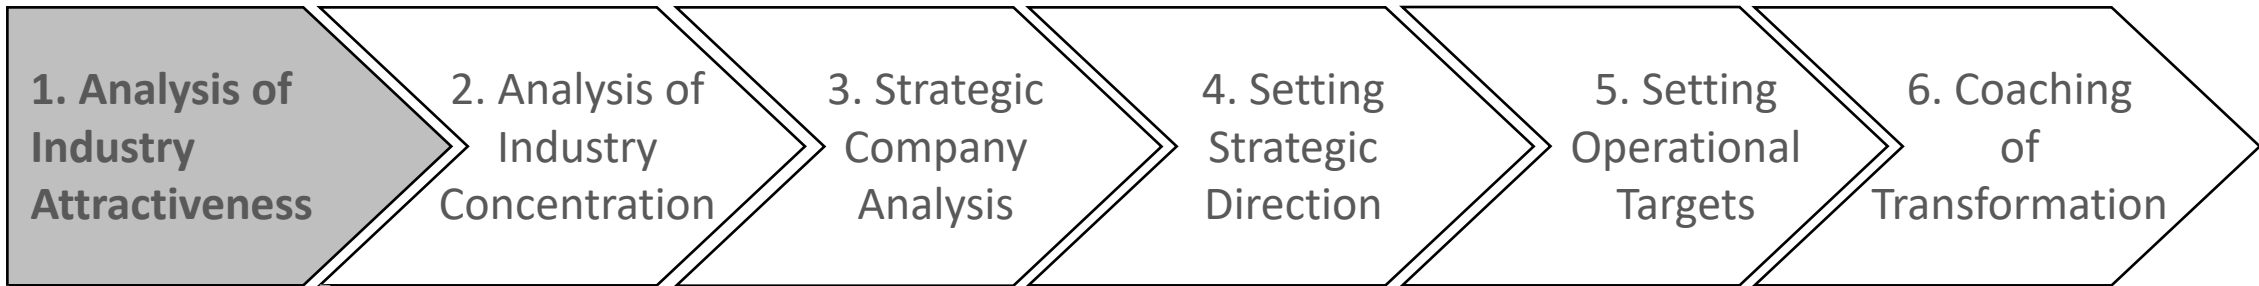 1. Analysis of
Industry
Attractiveness
2. Analysis of
Industry
Concentration
3. Strategic
Company
Analysis
4. Setting
Strategic
Direction
5. Setting
Operational
Targets
6. Coaching
of
Transformation